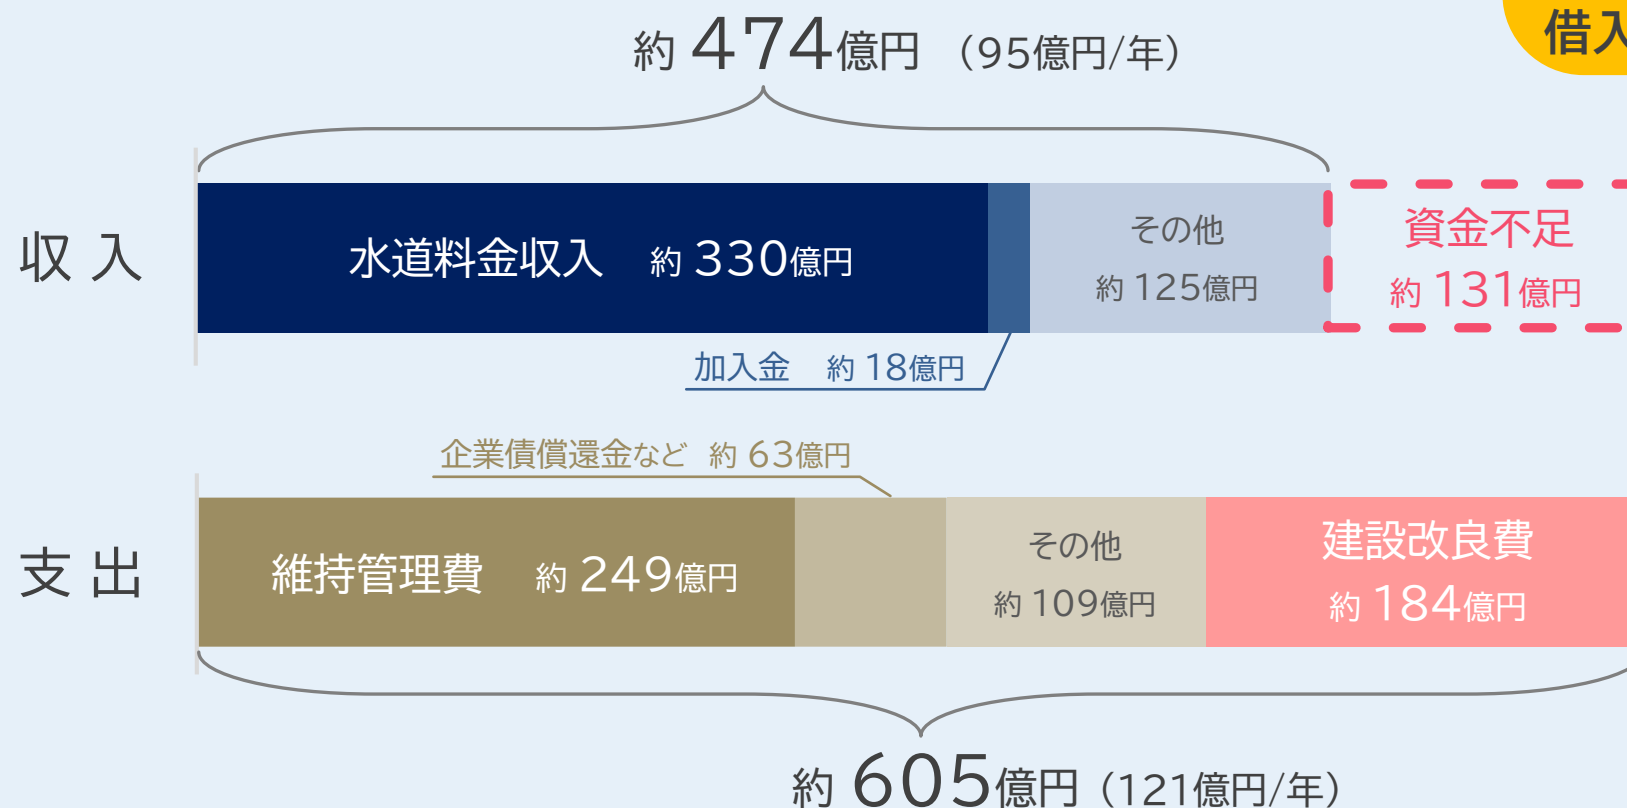 約 474億円 (95億円/年)
借入
収 入
水道料金収入 約 330億円
その他
約 125億円
資金不足
約 131億円
加入金 約 18億円
企業債償還金など 約 63億円
支 出
維持管理費 約 249億円
その他
約 109億円
建設改良費
約 184億円
約 605億円 (121億円/年)